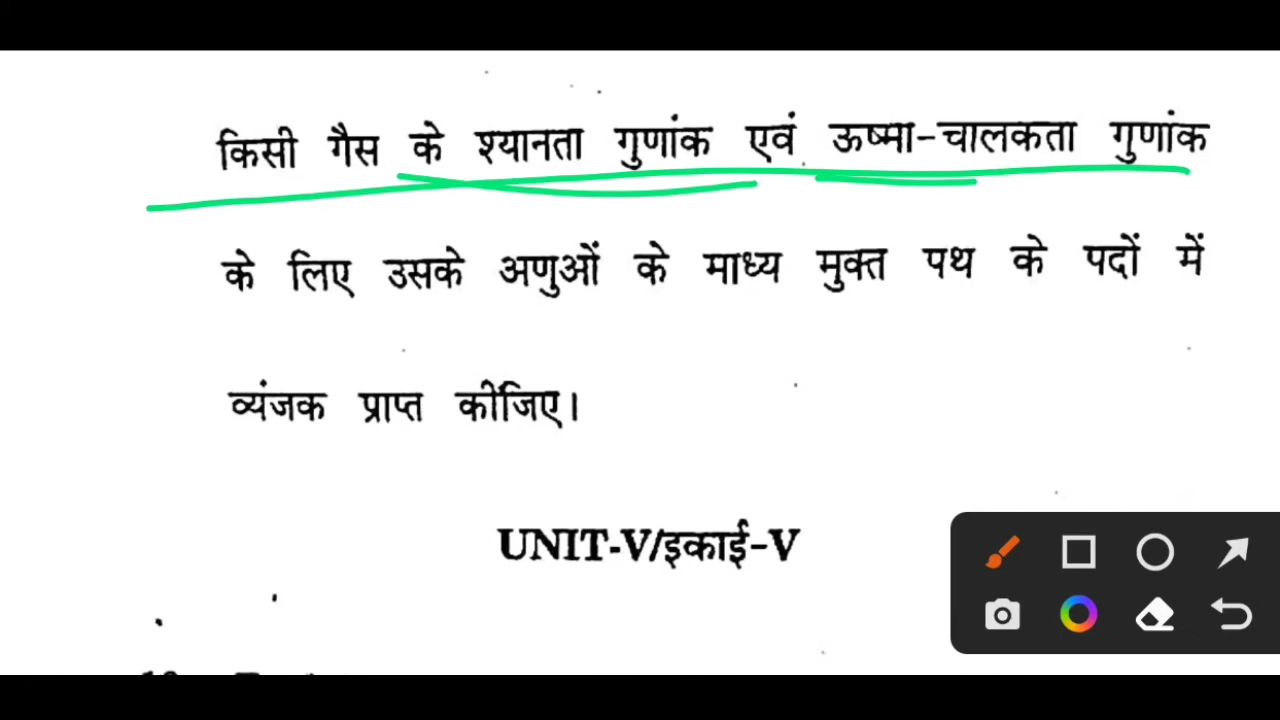 किसी गैस के श्यानता गुणांक एवं ऊष्मा-चालकता गुणांक
के लिए उसके अणुओं के माध्य मुक्त पथ के पदों में
व्यंजक प्राप्त कीजिए।
UNIT-V/इकाई-V